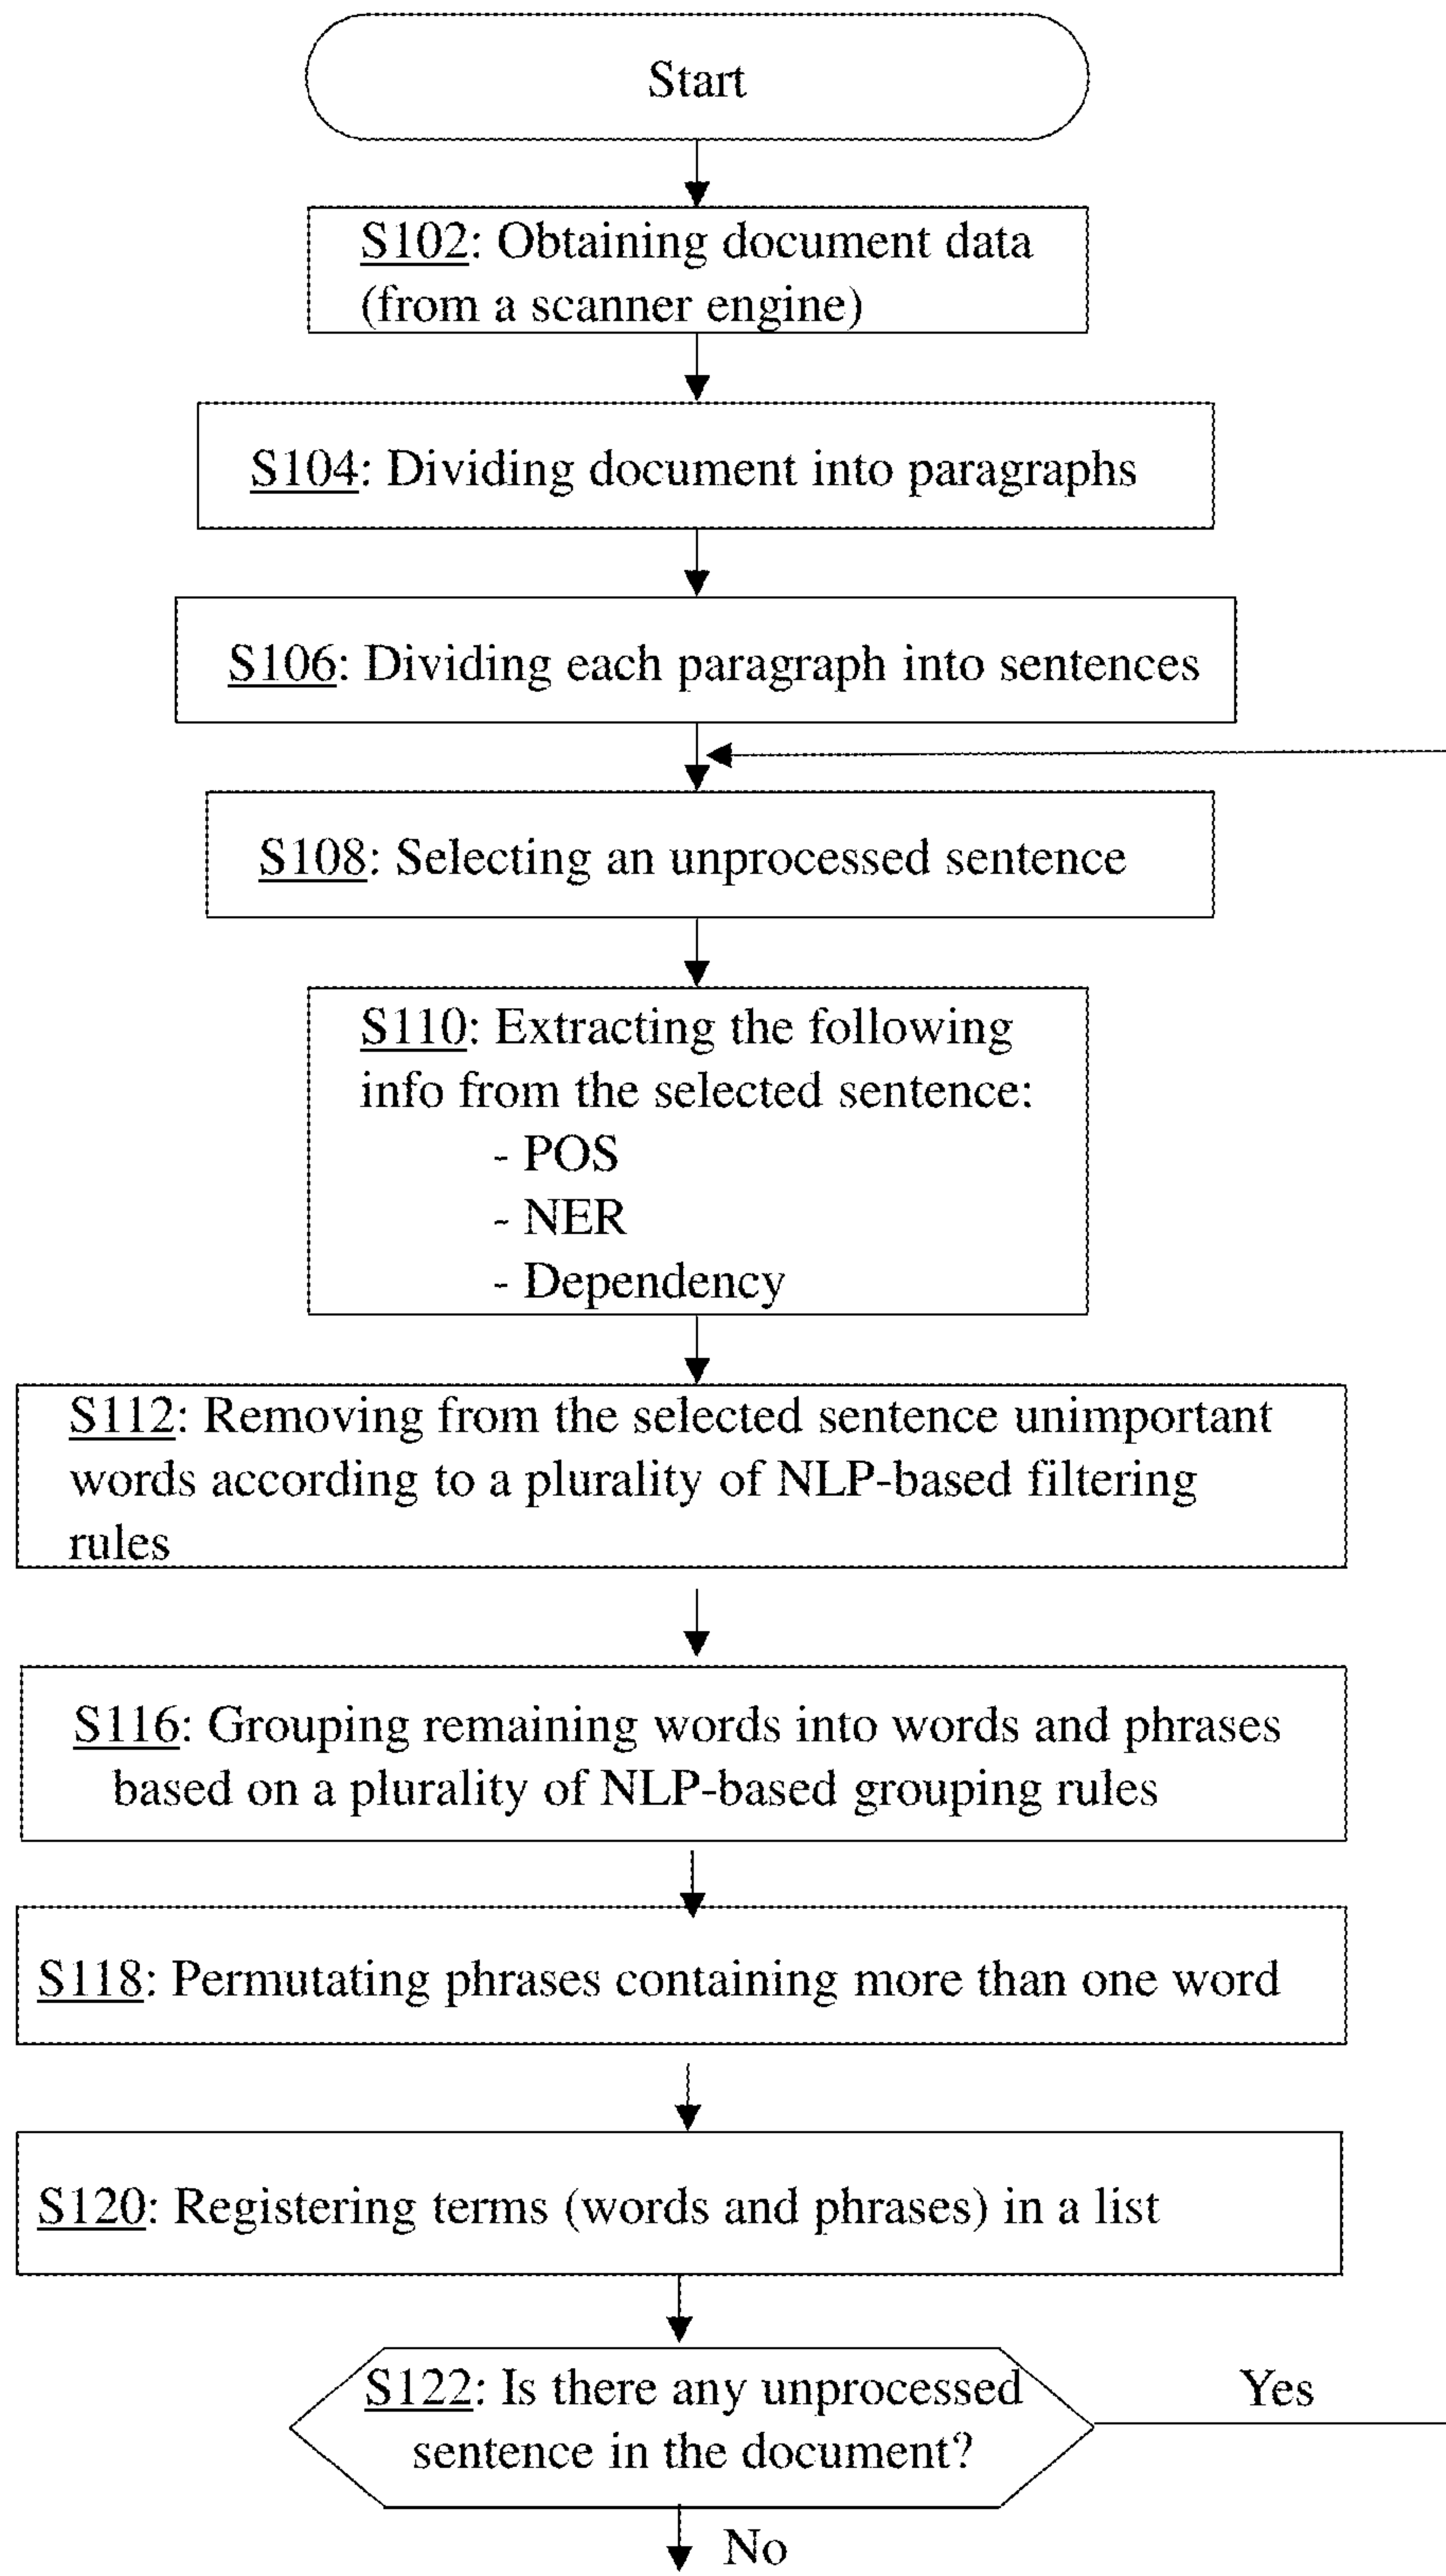 Start
S102: Obtaining document data
(from a scanner engine)
S104: Dividing document into paragraphs
S106: Dividing each paragraph into sentences
S108: Selecting an unprocessed sentence
S110: Extracting the following
info from the selected sentence:
- POS
- NER
- Dependency
S112: Removing from the selected sentence unimportant
words according to a plurality of NLP-based filtering
rules
S116: Grouping remaining words into words and phrases
based on a plurality of NLP-based grouping rules
S118: Permutating phrases containing more than one word
S120: Registering terms (words and phrases) in a list
S122: Is there any unprocessed
sentence in the document?
Yes
No